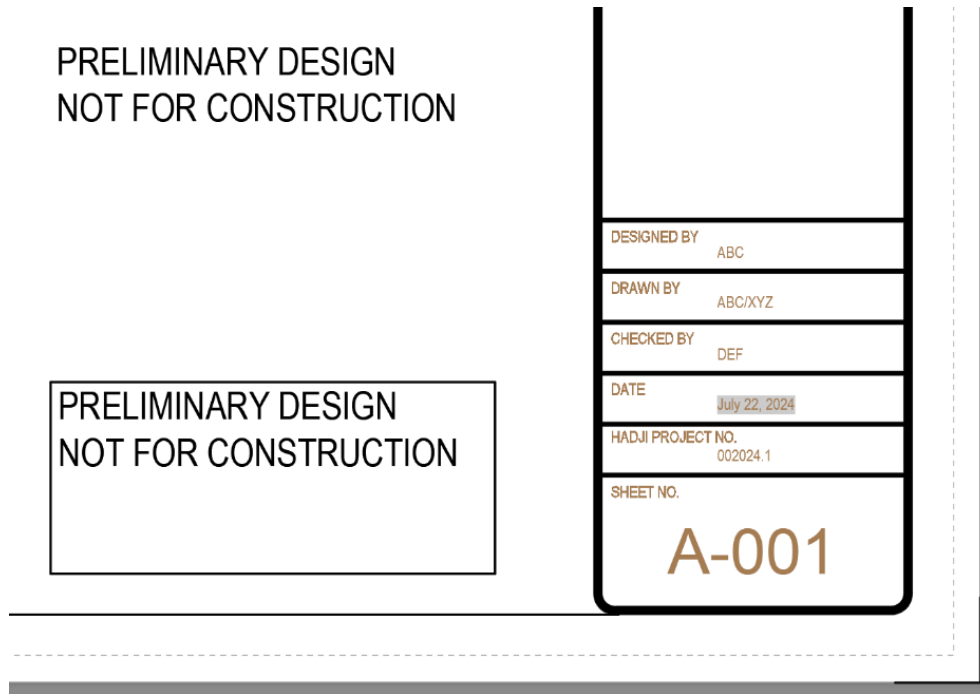 PRELIMINARY DESIGN
NOT FOR CONSTRUCTION
PRELIMINARY DESIGN
NOT FOR CONSTRUCTION
DESIGNED BY
ABC
DRAWN BY
ABC/XYZ
CHECKED BY
DEF
DATE
July 22, 2024
HADJI PROJECT NO.
002024.1
SHEET NO.
A-001